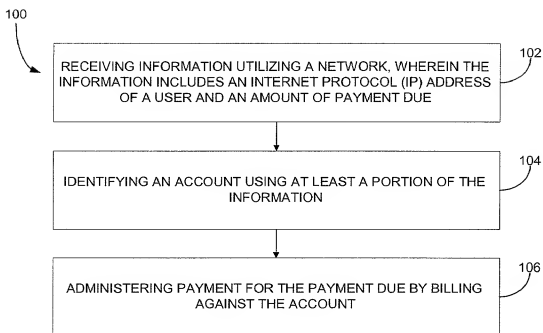 100
RECEIVING INFORMATION UTILIZING A NETWORK, WHEREIN THE
INFORMATION INCLUDES AN INTERNET PROTOCOL (IP) ADDRESS
OF A USER AND AN AMOUNT OF PAYMENT DUE
102
IDENTIFYING AN ACCOUNT USING AT LEAST A PORTION OF THE
INFORMATION
104
ADMINISTERING PAYMENT FOR THE PAYMENT DUE BY BILLING
AGAINST THE ACCOUNT
106